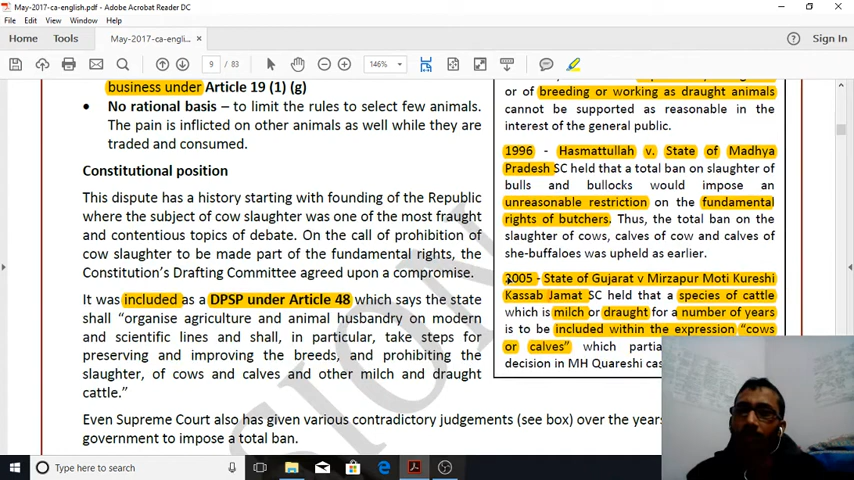 May-2017-ca-english.pdf - Adobe Acrobat Reader DC
File Edit View Window Help
Home Tools May-2017-ca-engli... × Sign In
9 / 83 146%
business under Article 19 (1) (g)
• No rational basis – to limit the rules to select few animals.
The pain is inflicted on other animals as well while they are
traded and consumed.
Constitutional position
This dispute has a history starting with founding of the Republic
where the subject of cow slaughter was one of the most fraught
and contentious topics of debate. On the call of prohibition of
cow slaughter to be made part of the fundamental rights, the
Constitution's Drafting Committee agreed upon a compromise.
It was included as a DPSP under Article 48 which says the state
shall “organise agriculture and animal husbandry on modern
and scientific lines and shall, in particular, take steps for
preserving and improving the breeds, and prohibiting the
slaughter, of cows and calves and other milch and draught
cattle.”
Even Supreme Court also has given various contradictory judgements (see box) over the years
government to impose a total ban.
or of breeding or working as draught animals
cannot be supported as reasonable in the
interest of the general public.
1996 - Hasmattullah v. State of Madhya
Pradesh SC held that a total ban on slaughter of
bulls and bullocks would impose an
unreasonable restriction on the fundamental
rights of butchers. Thus, the total ban on the
slaughter of cows, calves of cow and calves of
she-buffaloes was upheld as earlier.
2005 - State of Gujarat v Mirzapur Moti Kureshi
Kassab Jamat SC held that a species of cattle
which is milch or draught for a number of years
is to be included within the expression “cows
or calves” which partia
decision in MH Quareshi cas
Type here to search